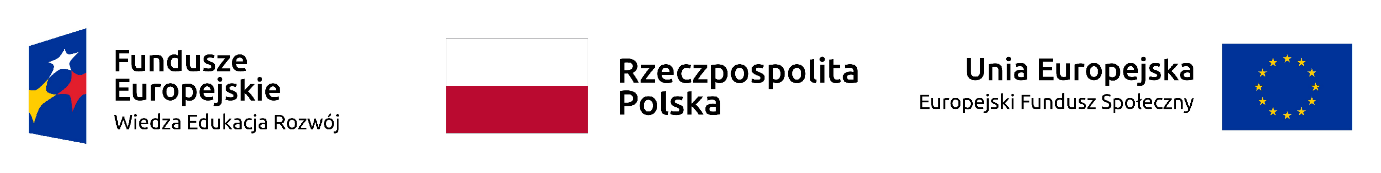 Fundusze
Europejskie
Wiedza Edukacja Rozwój
Rzeczpospolita
Polska
Unia Europejska
Europejski Fundusz Społeczny